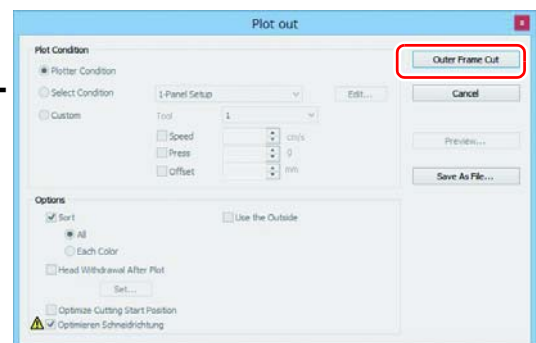 Plot out
x
Plot Condition
Plotter Condition
Select Condition
1-Panel Setup
Edit...
Custom
Tool
1
Speed
cm/s
Press
g
Offset
mm
Outer Frame Cut
Cancel
Preview...
Save As File...
Options
Sort
Use the Outside
All
Each Color
Head Withdrawal After Plot
Set...
Optimize Cutting Start Position
Optimieren Schneidrichtung